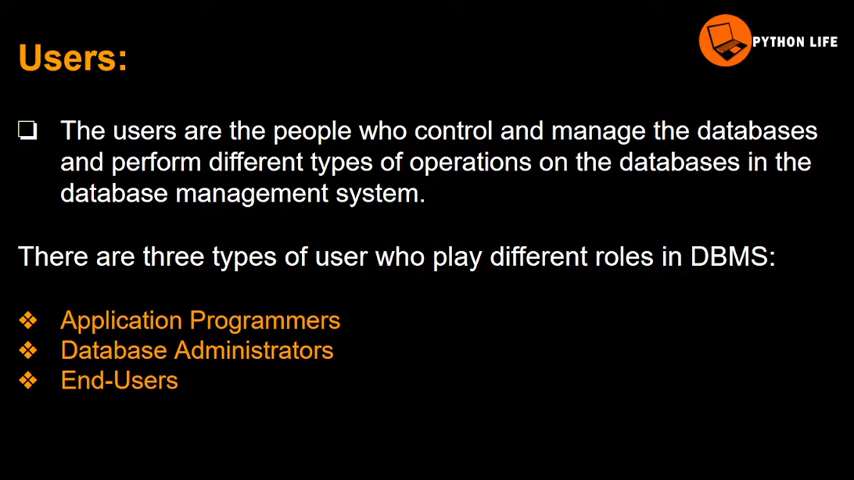 PYTHON LIFE
Users:
The users are the people who control and manage the databases
and perform different types of operations on the databases in the
database management system.
There are three types of user who play different roles in DBMS:
Application Programmers
Database Administrators
End-Users